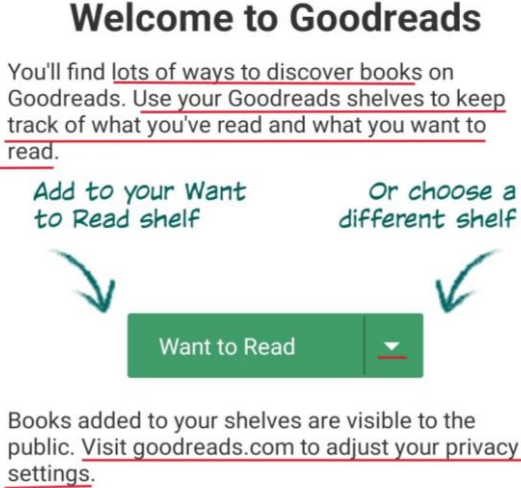 Welcome to Goodreads
You'll find lots of ways to discover books on
Goodreads. Use your Goodreads shelves to keep
track of what you've read and what you want to
read.
Add to your Want
to Read shelf
Or choose a
different shelf
Want to Read
Books added to your shelves are visible to the
public. Visit goodreads.com to adjust your privacy
settings.